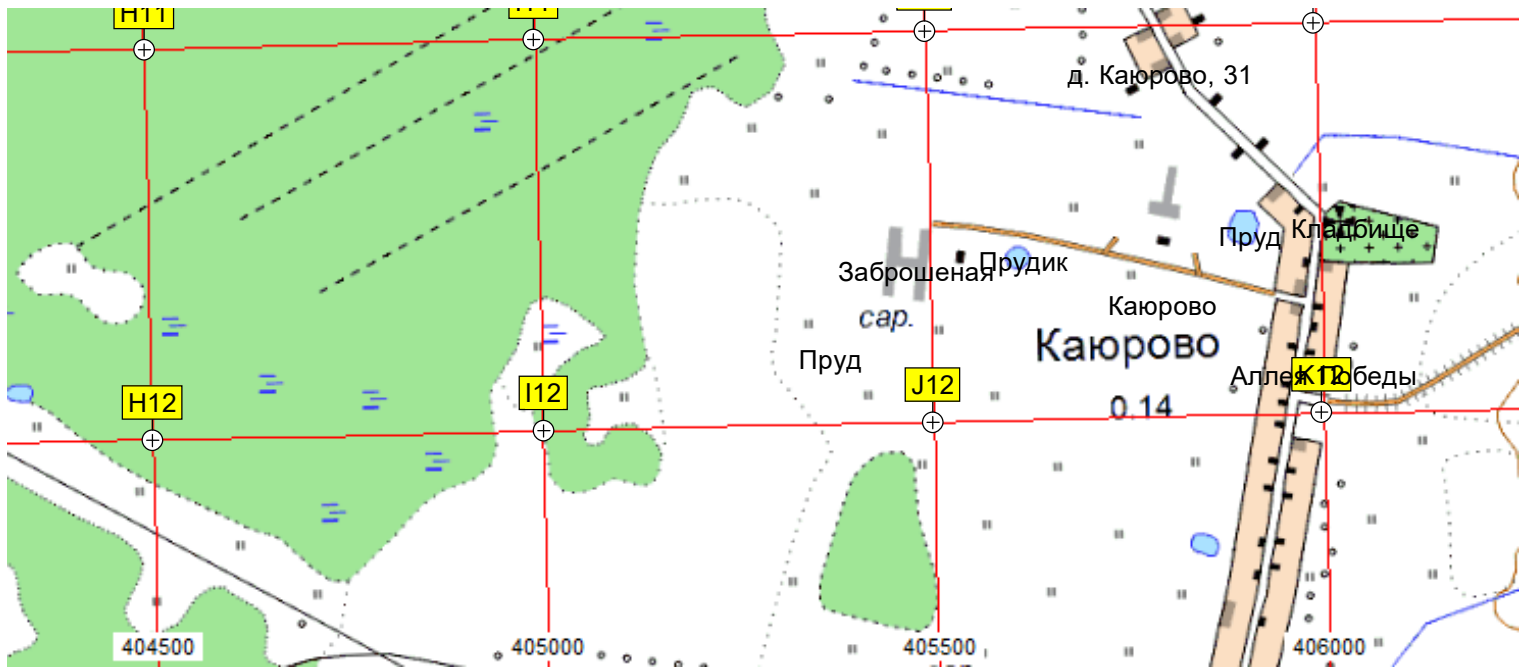 H11
д. Каюрово, 31
Кладбище
Пруд
Прудик
Заброшеная
Каюрово
сар.
Каюрово
Пруд
Аллея Победы
K12
J12
I12
H12
0.14
404500
405000
405500
406000